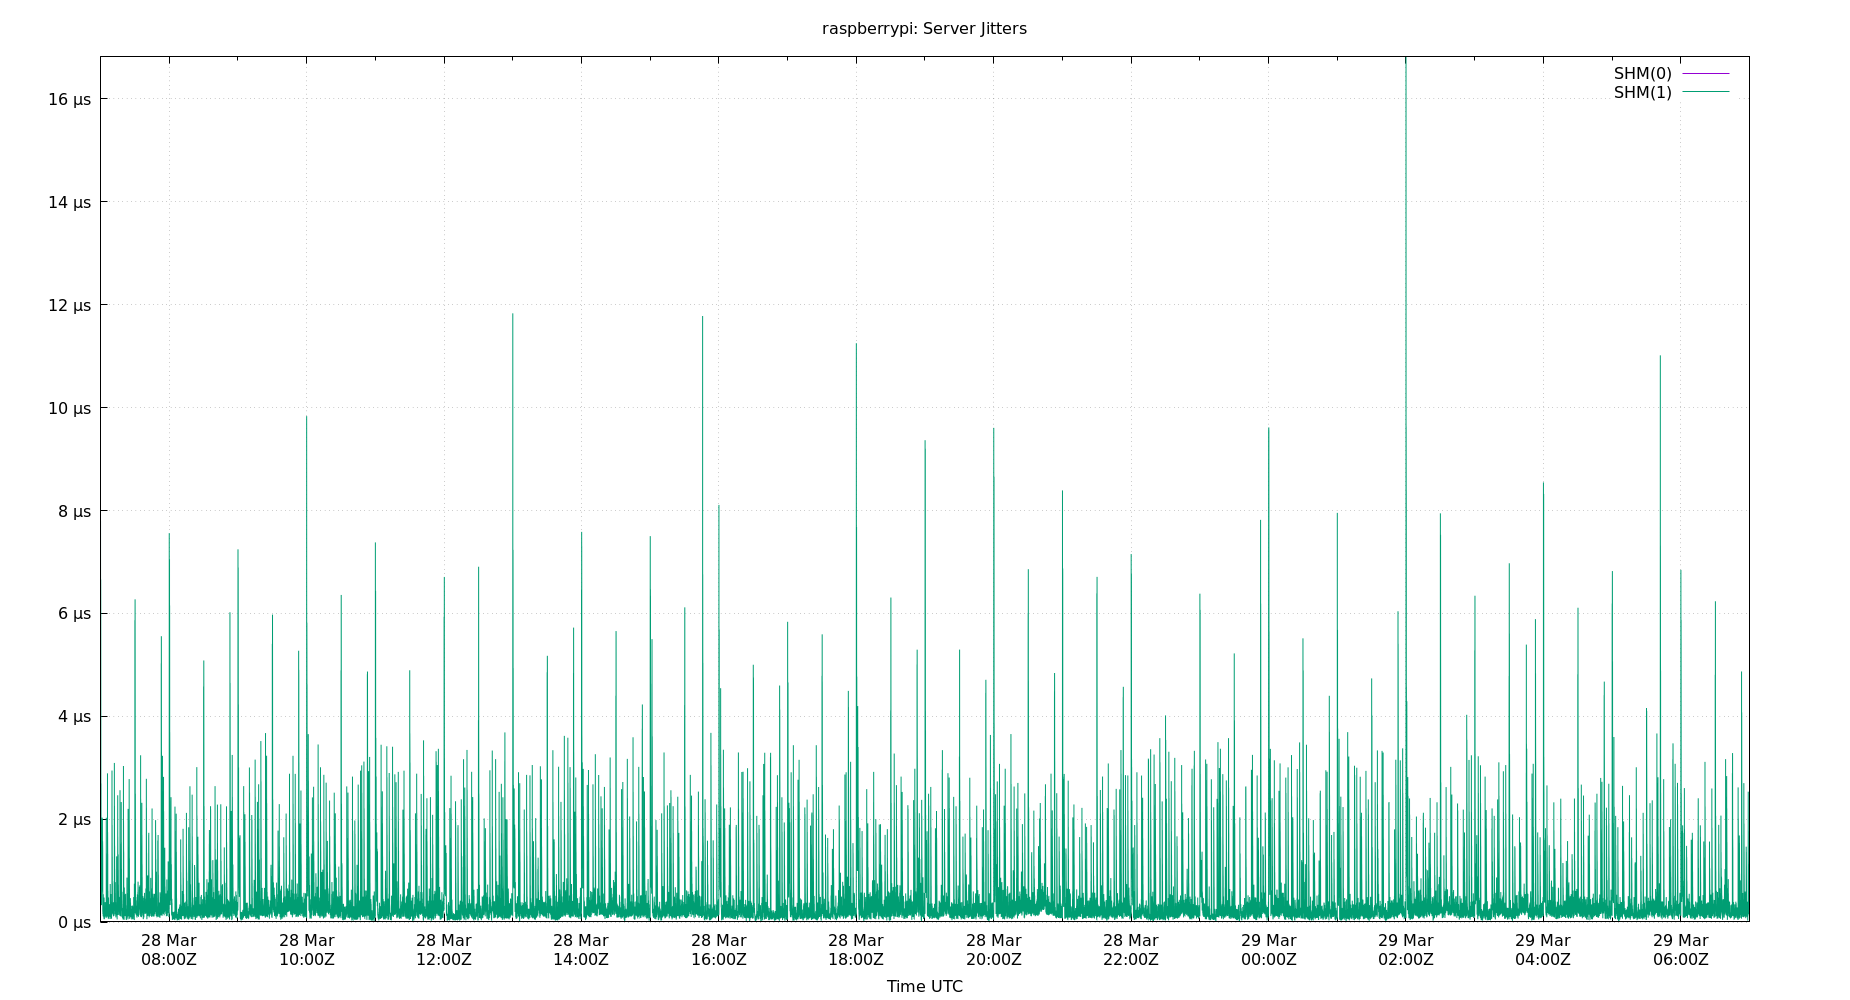 raspberrypi: Server Jitters
SHM(0)
SHM(1)
16 µs
14 µs
12 µs
10 µs
8 µs
6 µs
4 µs
2 µs
0 µs
28 Mar 28 Mar 28 Mar 28 Mar 28 Mar 28 Mar 28 Mar 28 Mar 29 Mar 29 Mar 29 Mar 29 Mar
08:00Z 10:00Z 12:00Z 14:00Z 16:00Z 18:00Z 20:00Z 22:00Z 00:00Z 02:00Z 04:00Z 06:00Z
Time UTC